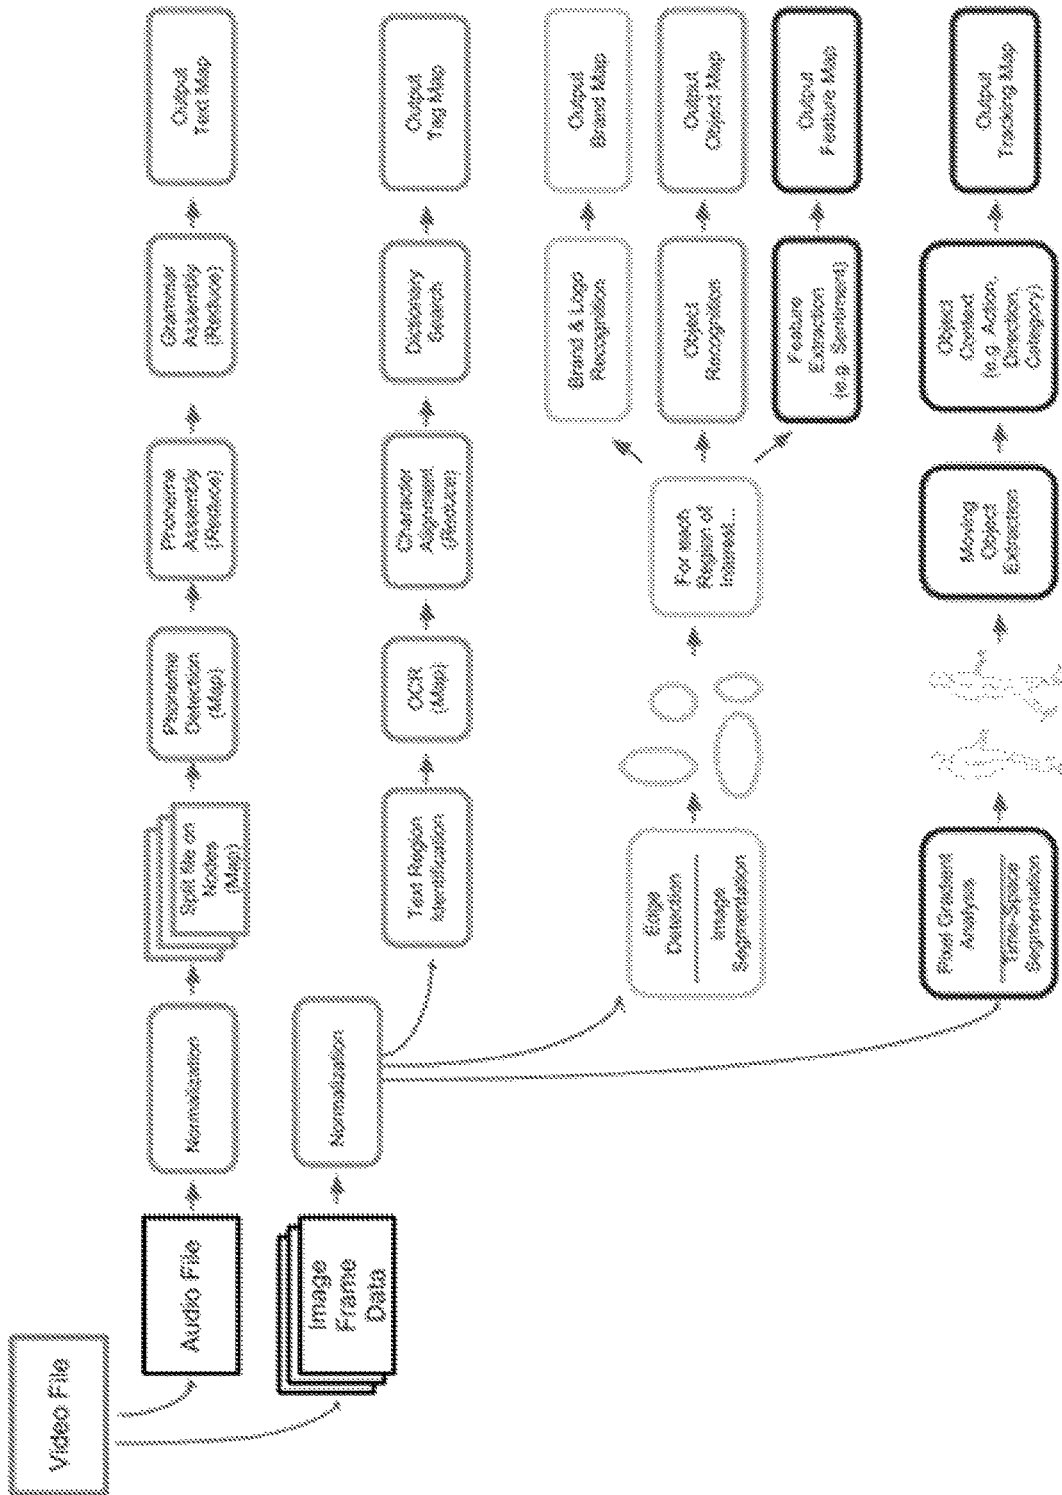 Video File
Audio File
Normalization
Split file on
Nodes
(Map)
Phoneme
Detection
(Map)
Phoneme
Assembly
(Reduce)
Grammar
Assembly
(Reduce)
Output
Text Map
Image
Frame
Data
Normalization
Text Region
Identification
OCR
(Map)
Character
Alignment
(Reduce)
Dictionary
Search
Output
Tag Map
Edge
Detection
Image
Segmentation
For each
Region of
Interest...
Brand & Logo
Recognition
Output
Brand Map
Object
Recognition
Output
Object Map
Feature
Extraction
(e.g. Sentiment)
Output
Feature Map
Pixel Gradient
Analysis
Time-Space
Segmentation
Moving
Object
Extraction
Object
Context
(e.g. Action,
Direction,
Category)
Output
Tracking Map